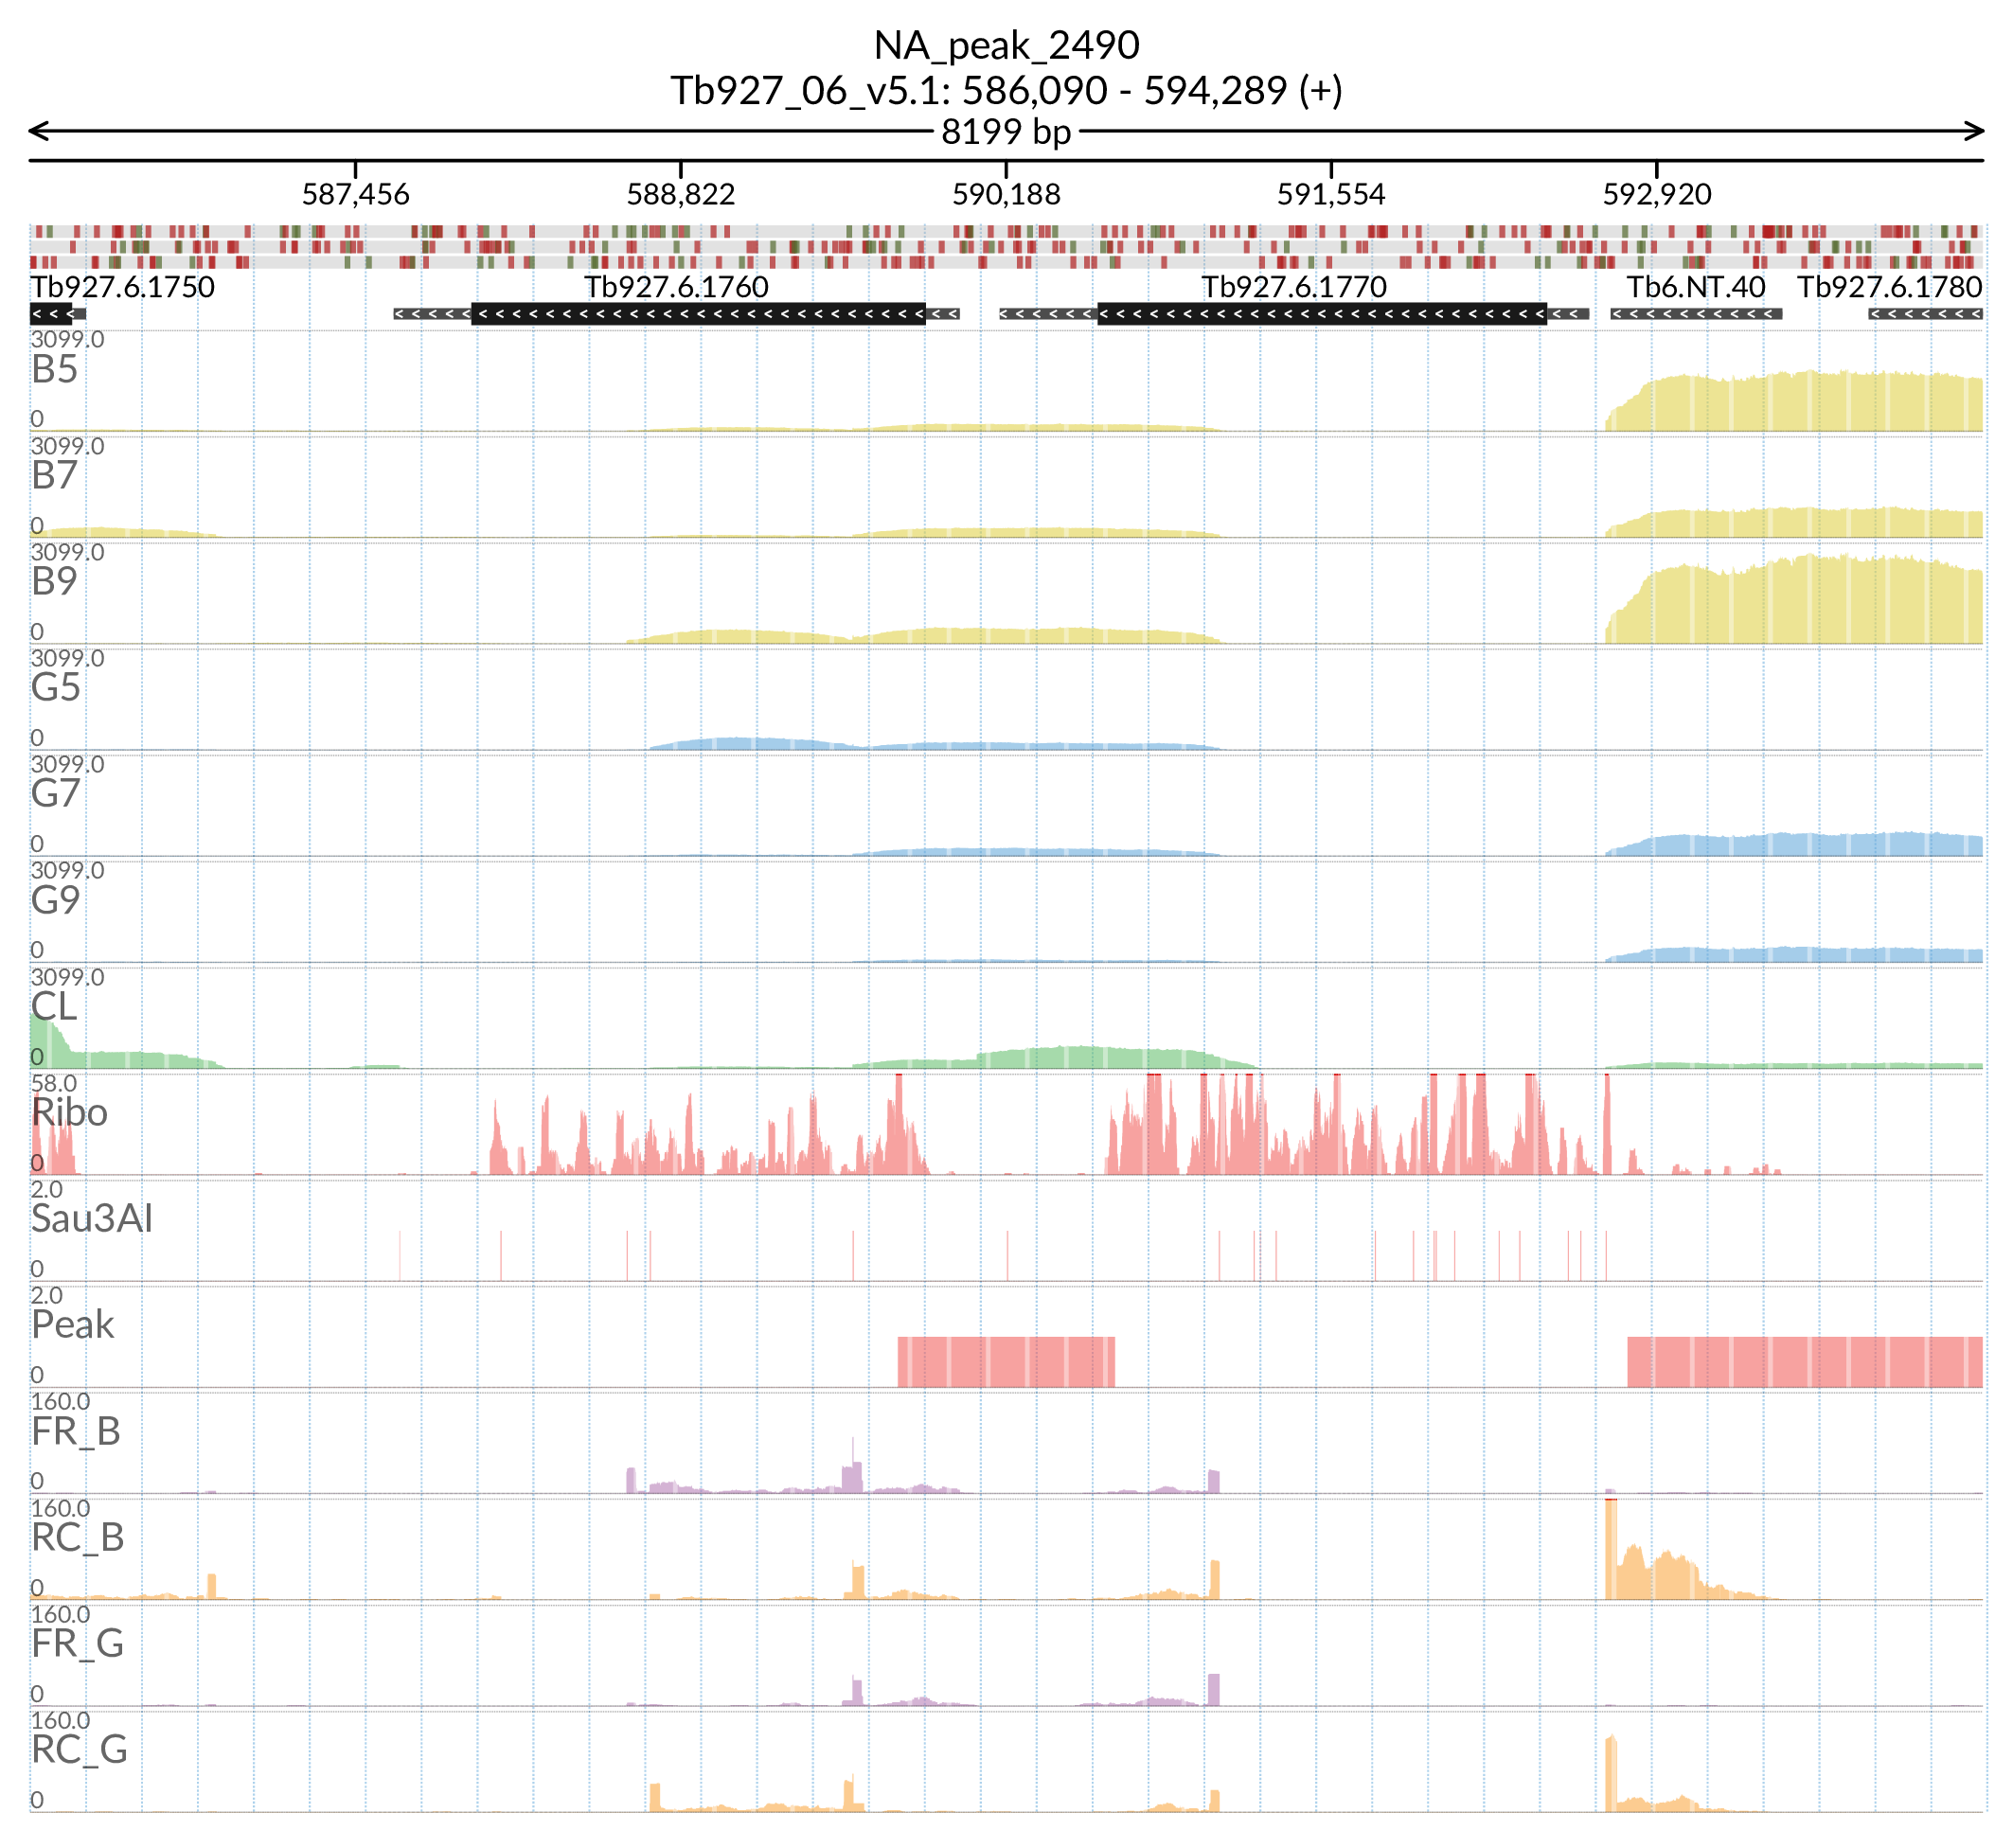 NA_peak_2490
Tb927_06_v5.1: 586,090 - 594,289 (+)
8199 bp
587,456 588,822 590,188 591,554 592,920
Tb927.6.1750 Tb927.6.1760 Tb927.6.1770 Tb6.NT.40 Tb927.6.1780
3099.0
B5
0
3099.0
B7
0
3099.0
B9
0
3099.0
G5
0
3099.0
G7
0
3099.0
G9
0
3099.0
CL
0
58.0
Ribo
0
2.0
Sau3AI
0
2.0
Peak
0
160.0
FR_B
0
160.0
RC_B
0
160.0
FR_G
0
160.0
RC_G
0